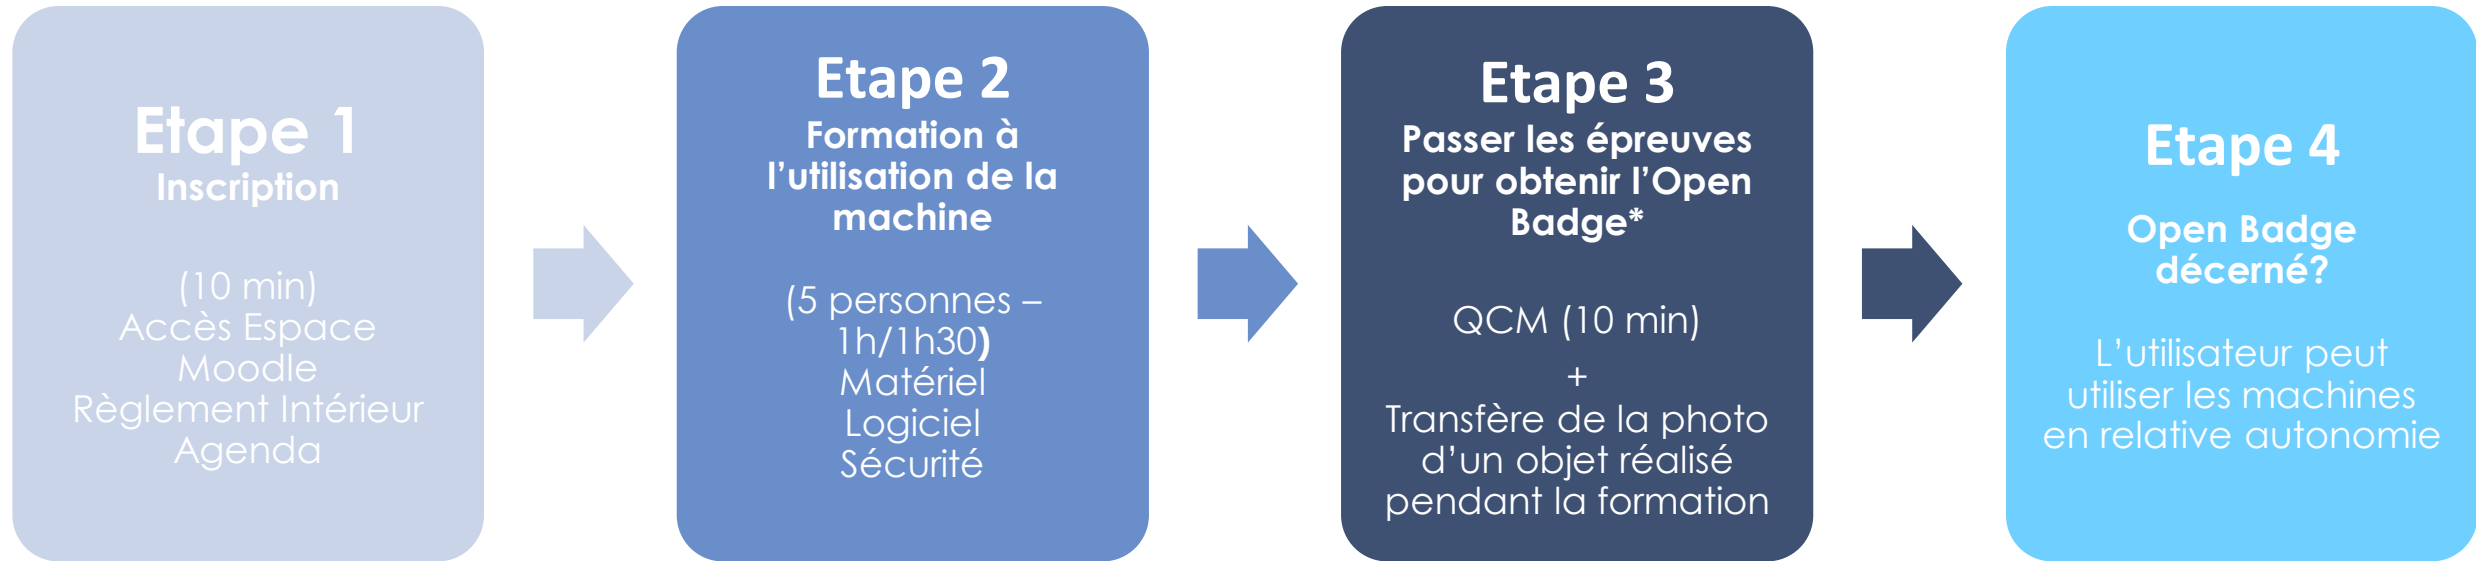 Etape 1
Inscription
(10 min)
Accès Espace
Moodle
Règlement Intérieur
Agenda
Etape 2
Formation à
l’utilisation de la
machine
(5 personnes –
1h/1h30)
Matériel
Logiciel
Sécurité
Etape 3
Passer les épreuves
pour obtenir l’Open
Badge*
QCM (10 min)
+
Transfère de la photo
d’un objet réalisé
pendant la formation
Etape 4
Open Badge
décerné?
L’utilisateur peut
utiliser les machines
en relative autonomie